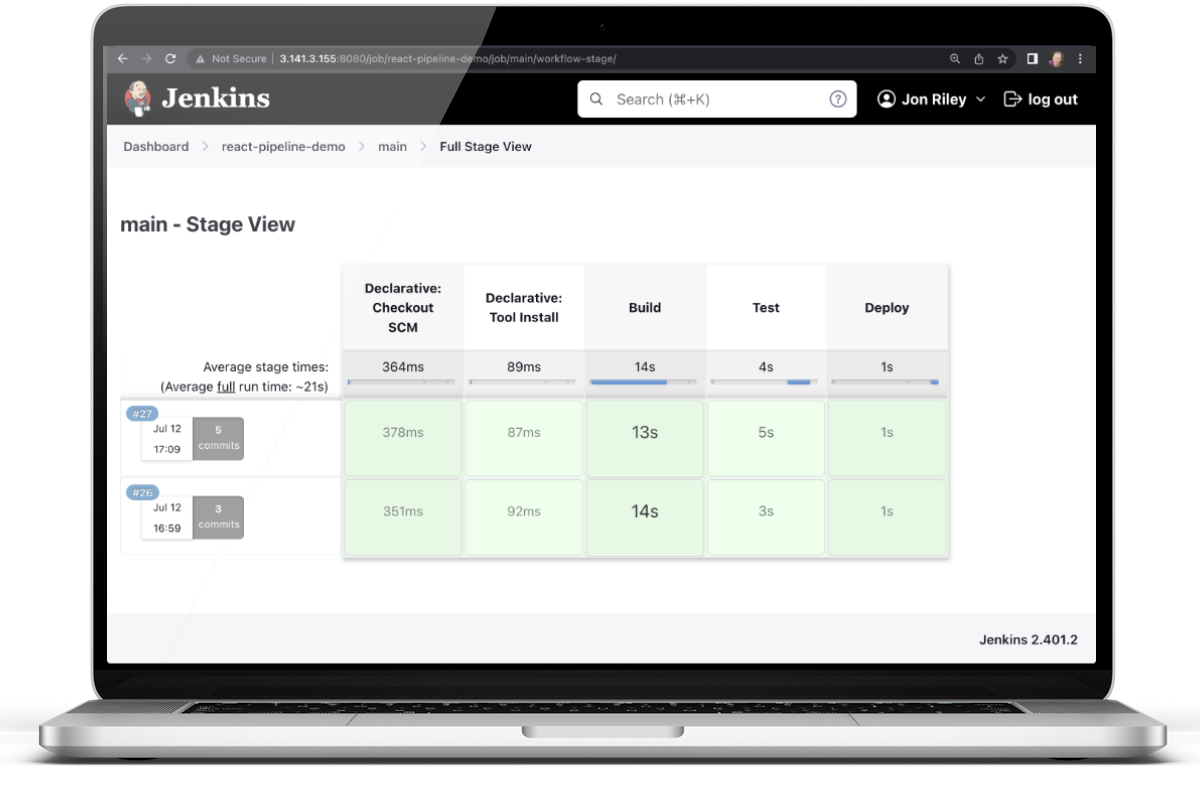 Not Secure | 3.141.3.155:8080/job/react-pipeline-demo/job/main/workflow-stage/
Jenkins
Search (⌘+K)
Jon Riley
log out
Dashboard > react-pipeline-demo > main > Full Stage View
main - Stage View
Declarative:
Checkout
SCM
Declarative:
Tool Install
Build
Test
Deploy
Average stage times:
(Average full run time: ~21s)
364ms
89ms
14s
4s
1s
#27
Jul 12
17:09
5
commits
378ms
87ms
13s
5s
1s
#26
Jul 12
16:59
3
commits
351ms
92ms
14s
3s
1s
Jenkins 2.401.2